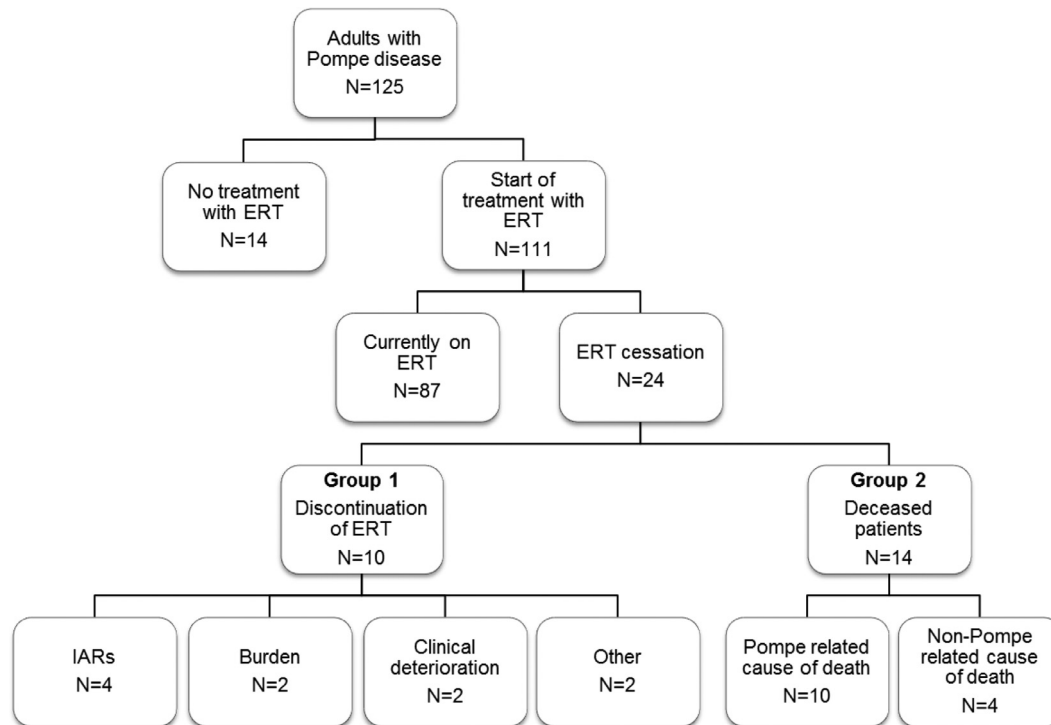 Adults with
Pompe disease
N=125
No treatment
with ERT
N=14
Start of
treatment with
ERT
N=111
Currently on
ERT
N=87
ERT cessation
N=24
Group 1
Discontinuation
of ERT
N=10
Group 2
Deceased
patients
N=14
IARs
N=4
Burden
N=2
Clinical
deterioration
N=2
Other
N=2
Pompe related
cause of death
N=10
Non-Pompe
related cause
of death
N=4